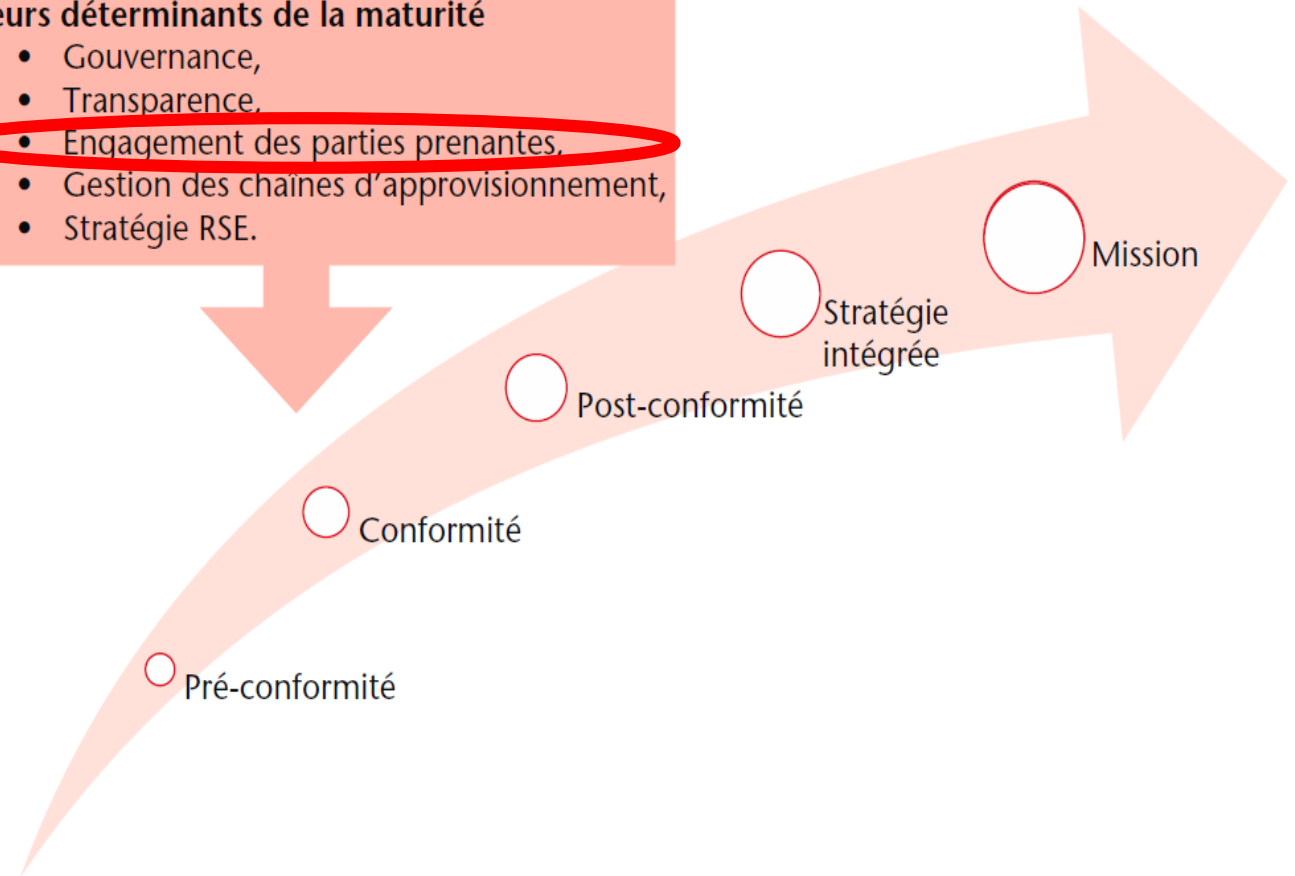 eurs déterminants de la maturité
• Gouvernance,
• Transparence,
• Engagement des parties prenantes,
• Gestion des chaînes d'approvisionnement,
• Stratégie RSE.
Mission
Stratégie
intégrée
Post-conformité
Conformité
Pré-conformité